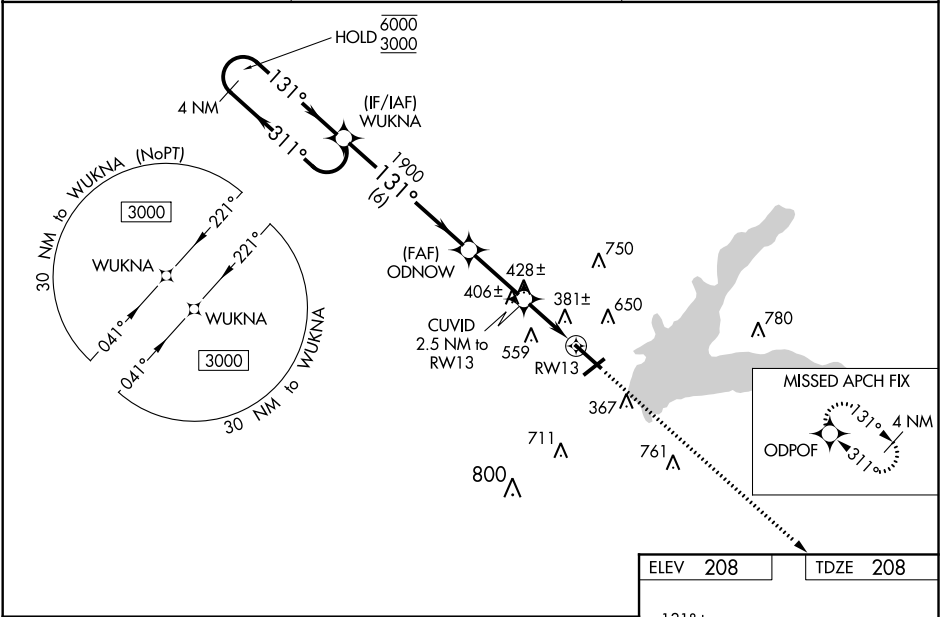 HOLD 6000
3000
131°
4 NM
311°
(IF/IAF)
WUKNA
1900
131°
(6)
30 NM to WUKNA (NoPT)
3000
221°
WUKNA
041°
221°
WUKNA
3000
041°
30 NM to WUKNA
(FAF)
ODNOW
750
428±
406±
381±
650
CUVID
2.5 NM to
RW13
559
RW13
780
367
711
761
800
MISSED APCH FIX
131°
4 NM
ODPOF
311°
ELEV 208
TDZE 208